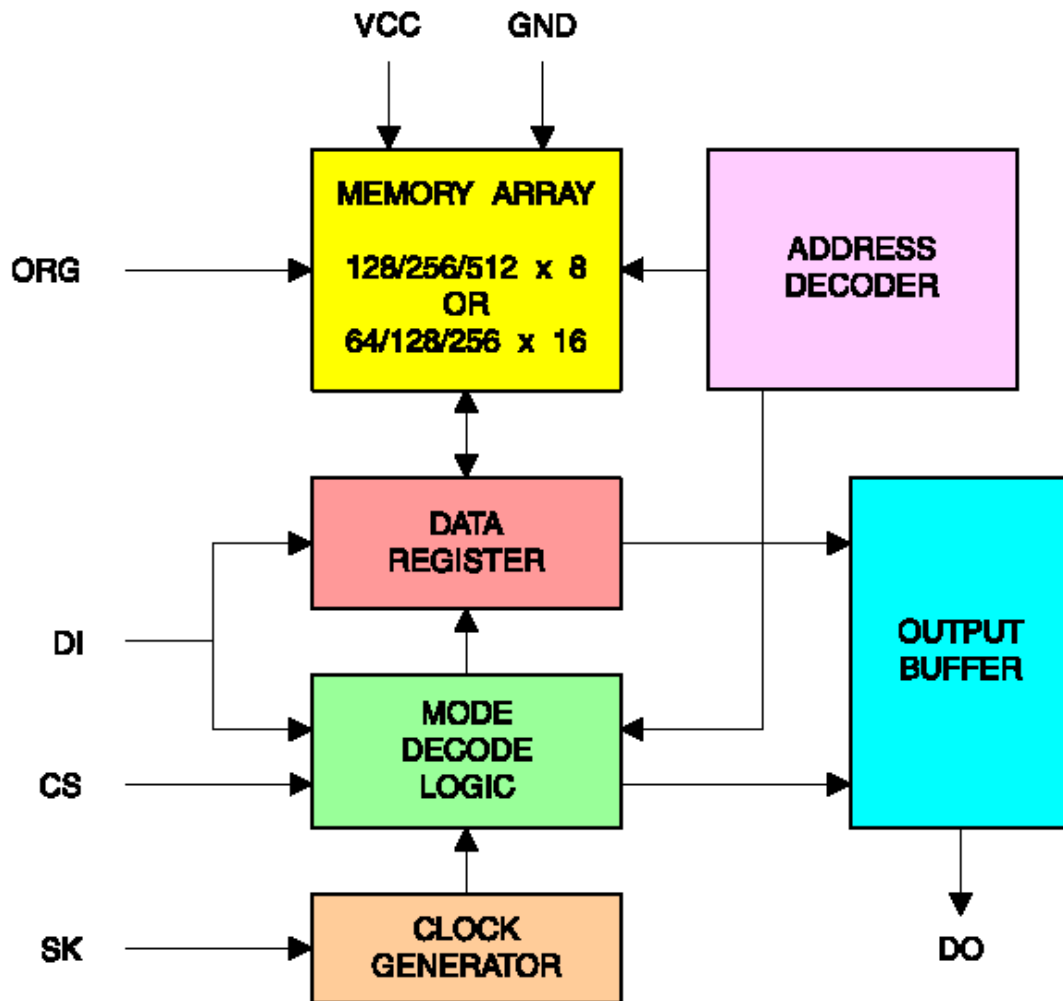 VCC
GND
MEMORY ARRAY
128/256/512 x 8
OR
64/128/256 x 16
ADDRESS
DECODER
ORG
DATA
REGISTER
DI
OUTPUT
BUFFER
MODE
DECODE
LOGIC
CS
CLOCK
GENERATOR
SK
DO